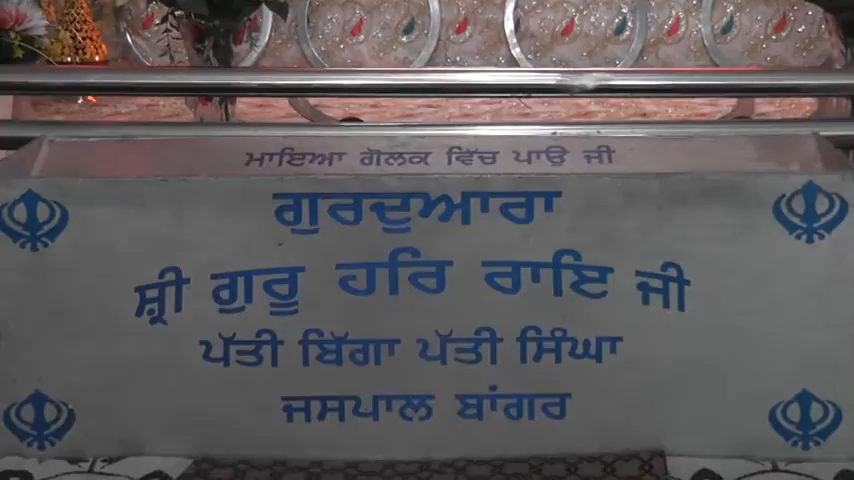 ਮਾਇਆ ਗੋਲਕ ਵਿੱਚ ਪਾਉ ਜੀ
ਗੁਰਦੁਆਰਾ
ਸ਼੍ਰੀ ਗੁਰੂ ਹਰਿ ਰਾਇ ਜੀ
ਪੱਤੀ ਬਿੱਗਾ ਪੱਤੀ ਸਿੰਘਾ
ਜਸਪਾਲ ਬਾਂਗਰ